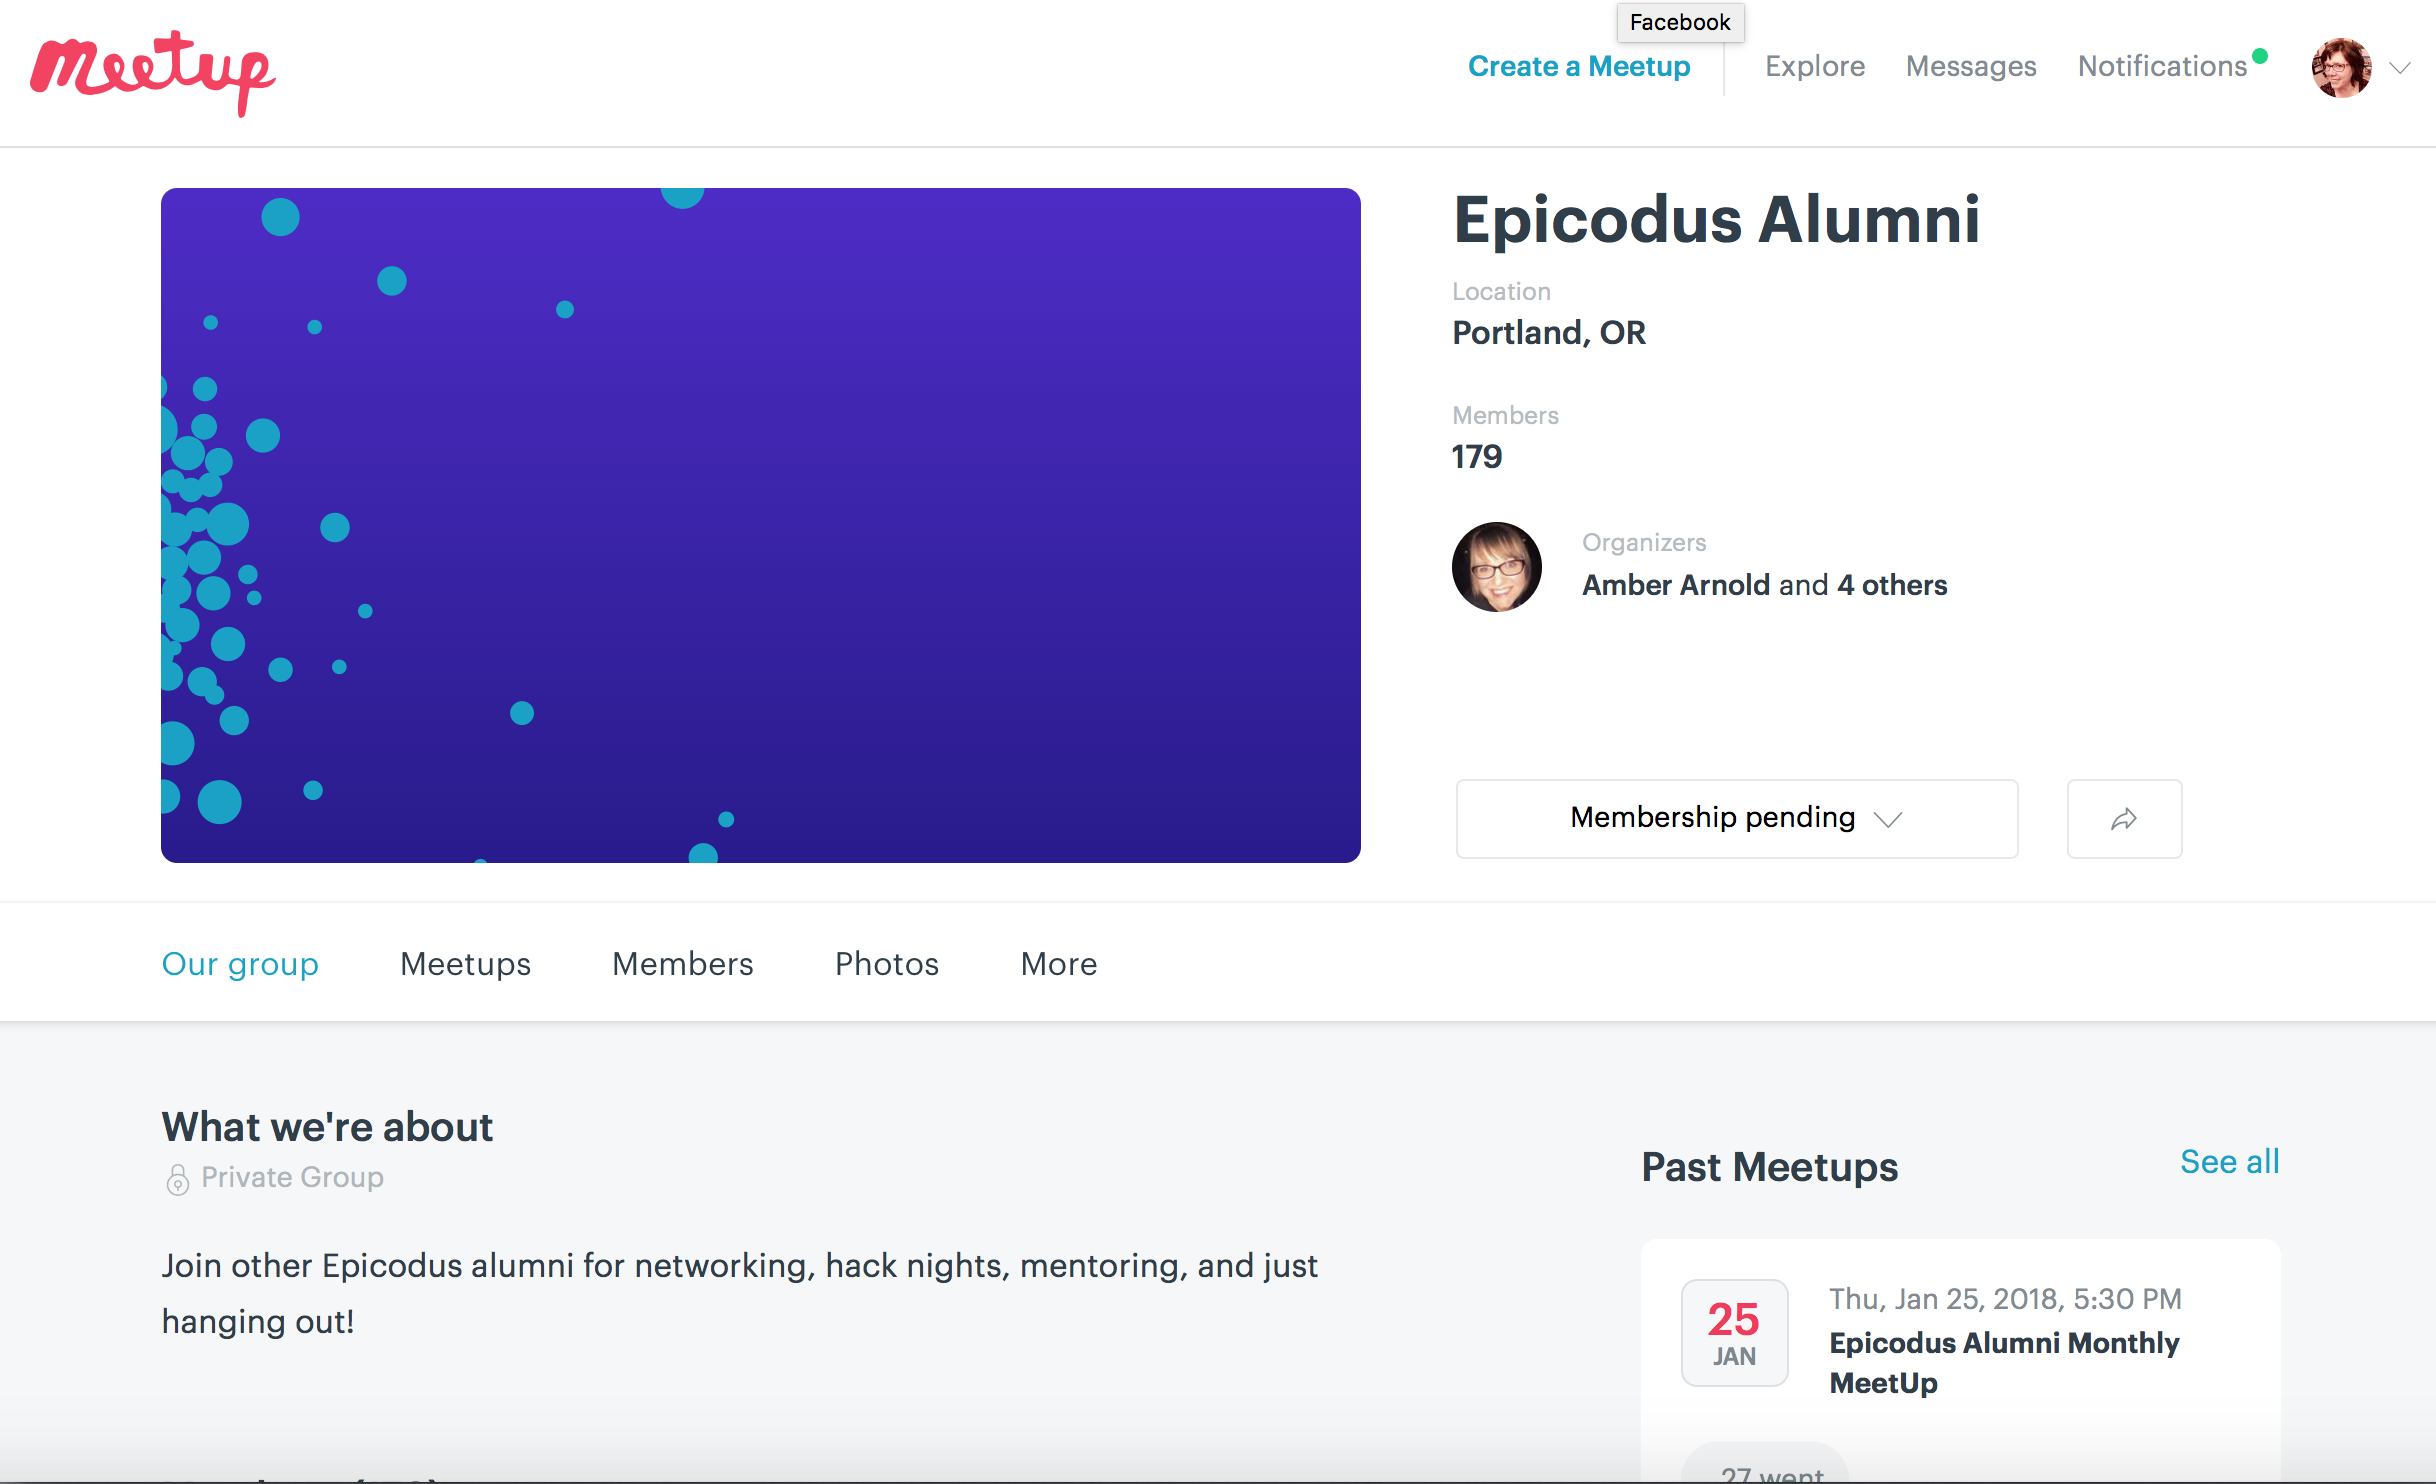 Meetup
Facebook
Create a Meetup
Explore
Messages
Notifications
Epicodus Alumni
Location
Portland, OR
Members
179
Organizers
Amber Arnold and 4 others
Membership pending
Our group
Meetups
Members
Photos
More
What we're about
Private Group
Join other Epicodus alumni for networking, hack nights, mentoring, and just
hanging out!
Past Meetups
See all
25
JAN
Thu, Jan 25, 2018, 5:30 PM
Epicodus Alumni Monthly
MeetUp
27 went